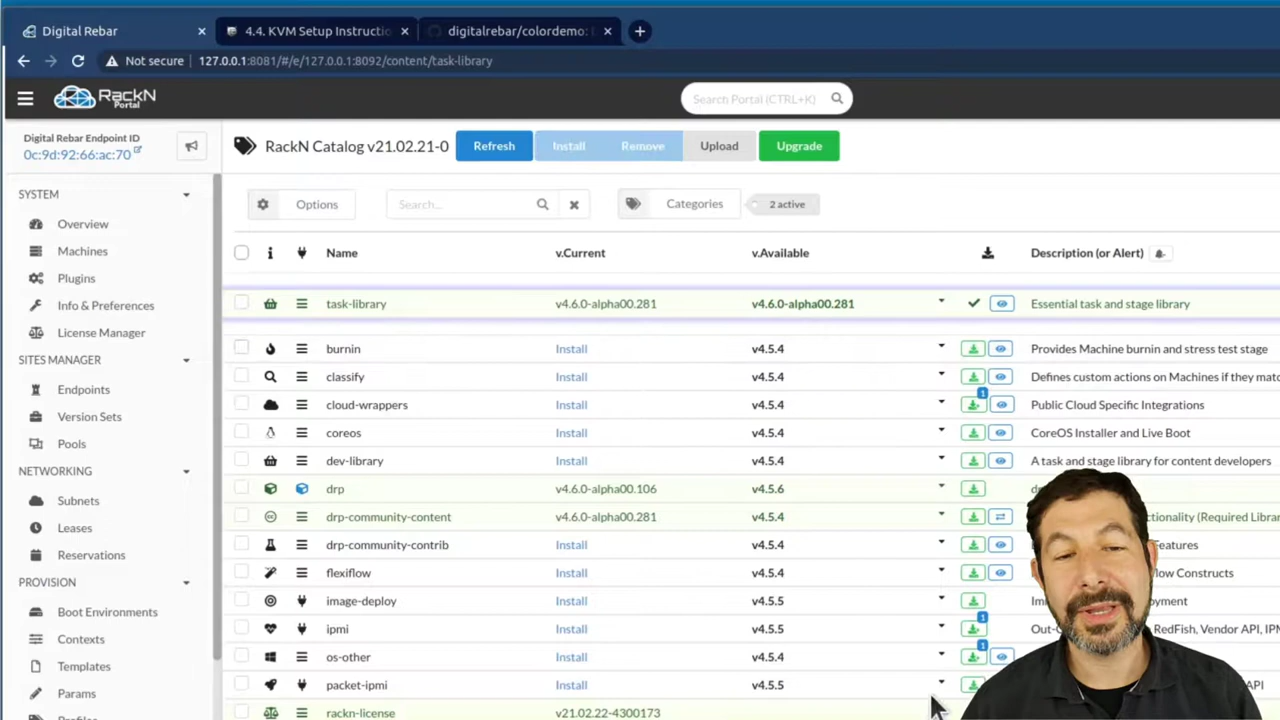 Digital Rebar
4.4. KVM Setup Instructio
digitalrebar/colordemo:
Not secure 127.0.0.1:8081/#/e/127.0.0.1:8092/content/task-library
RackN Portal
Search Portal (CTRL+K)
Digital Rebar Endpoint ID
0c:9d:92:66:ac:70
SYSTEM
Overview
Machines
Plugins
Info & Preferences
License Manager
SITES MANAGER
Endpoints
Version Sets
Pools
NETWORKING
Subnets
Leases
Reservations
PROVISION
Boot Environments
Contexts
Templates
Params
RackN Catalog v21.02.21-0 Refresh Install Remove Upload Upgrade
Options Search... Categories 2 active
Name v.Current v.Available Description (or Alert)
task-library v4.6.0-alpha00.281 v4.6.0-alpha00.281 Essential task and stage library
burnin Install v4.5.4 Provides Machine burnin and stress test stage
classify Install v4.5.4 Defines custom actions on Machines if they matc
cloud-wrappers Install v4.5.4 1 Public Cloud Specific Integrations
coreos Install v4.5.4 CoreOS Installer and Live Boot
dev-library Install v4.5.4 A task and stage library for content developers
drp v4.6.0-alpha00.106 v4.5.6
drp-community-content v4.6.0-alpha00.281 v4.5.4 ctionality (Required Librar
drp-community-contrib Install v4.5.4 eatures
flexiflow Install v4.5.4 low Constructs
image-deploy Install v4.5.5 oyment
ipmi Install v4.5.5 1 RedFish, Vendor API, IPM
os-other Install v4.5.4 1
packet-ipmi Install v4.5.5 API
rackn-license v21.02.22-4300173